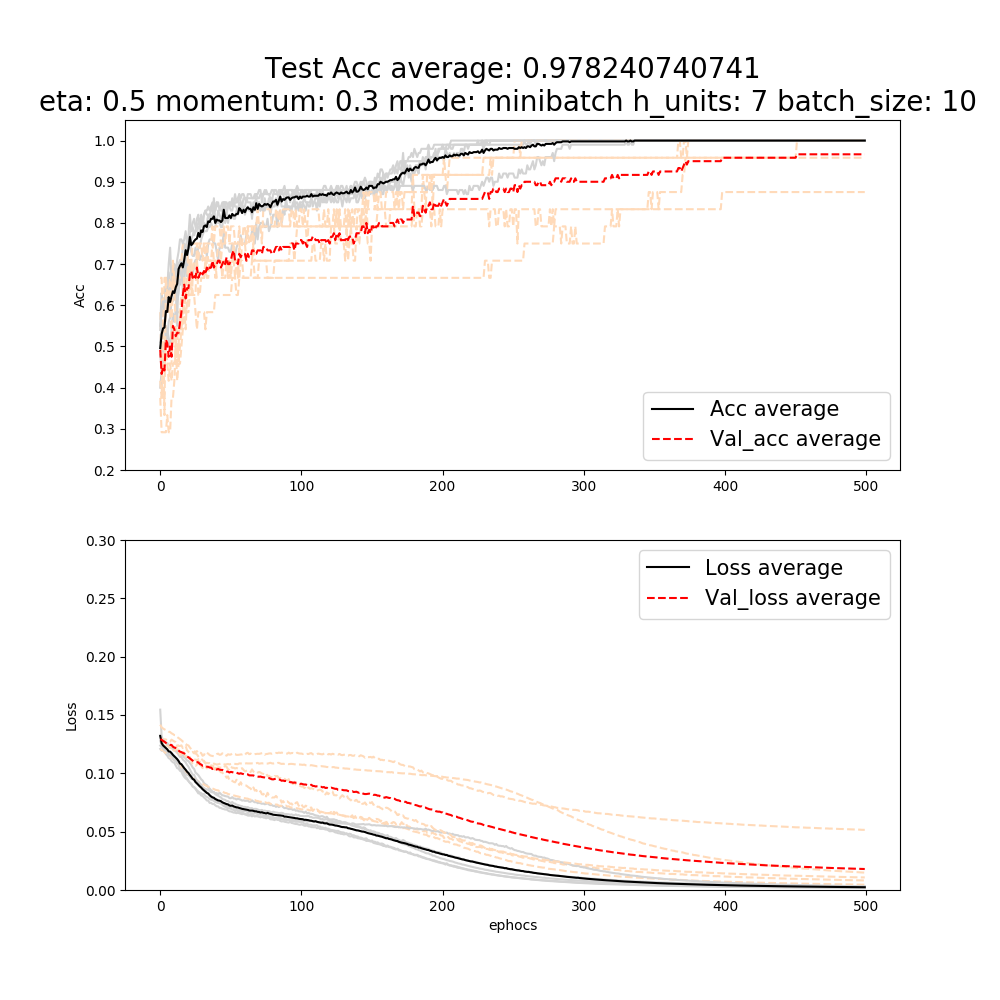 Test Acc average: 0.978240740741
eta: 0.5 momentum: 0.3 mode: minibatch h_units: 7 batch_size: 10
1.0
0.9
0.8
0.7
0.6
0.5
0.4
0.3
0.2
Acc
Acc average
Val_acc average
0 100 200 300 400 500
0.30
0.25
0.20
0.15
0.10
0.05
0.00
Loss
Loss average
Val_loss average
0 100 200 300 400 500
ephocs